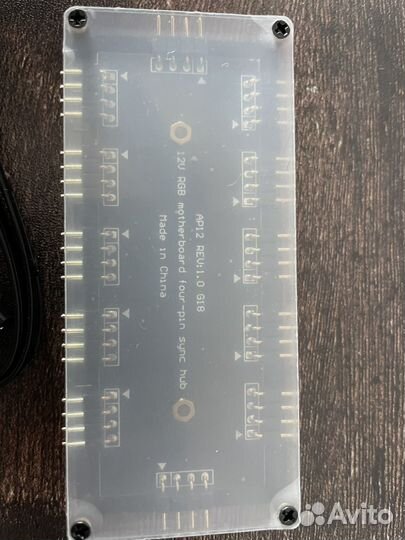 12V RGB motherboard four-pin sync hub
AP12 REV:1.0 G18
Made in China
Avito